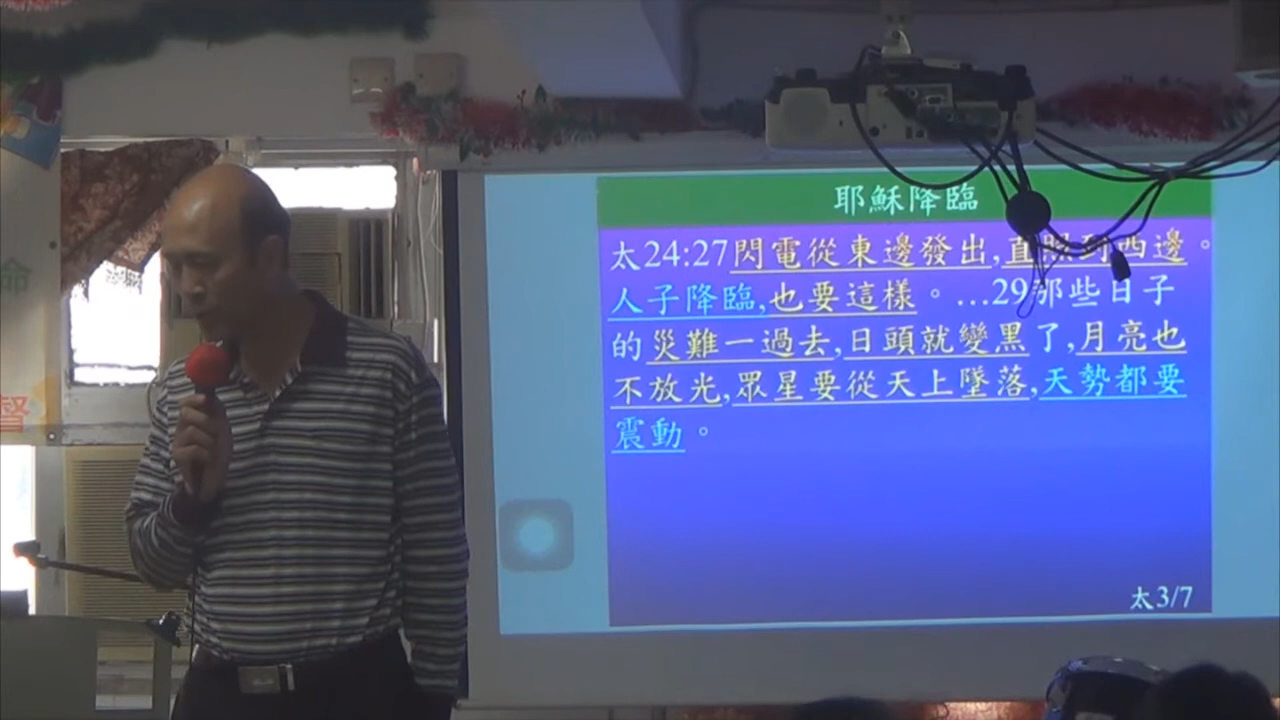 耶穌降臨
太24:27閃電從東邊發出,直照到西邊。
人子降臨,也要這樣。…29那些日子
的災難一過去,日頭就變黑了,月亮也
不放光,眾星要從天上墜落,天勢都要
震動。
太3/7
命
督